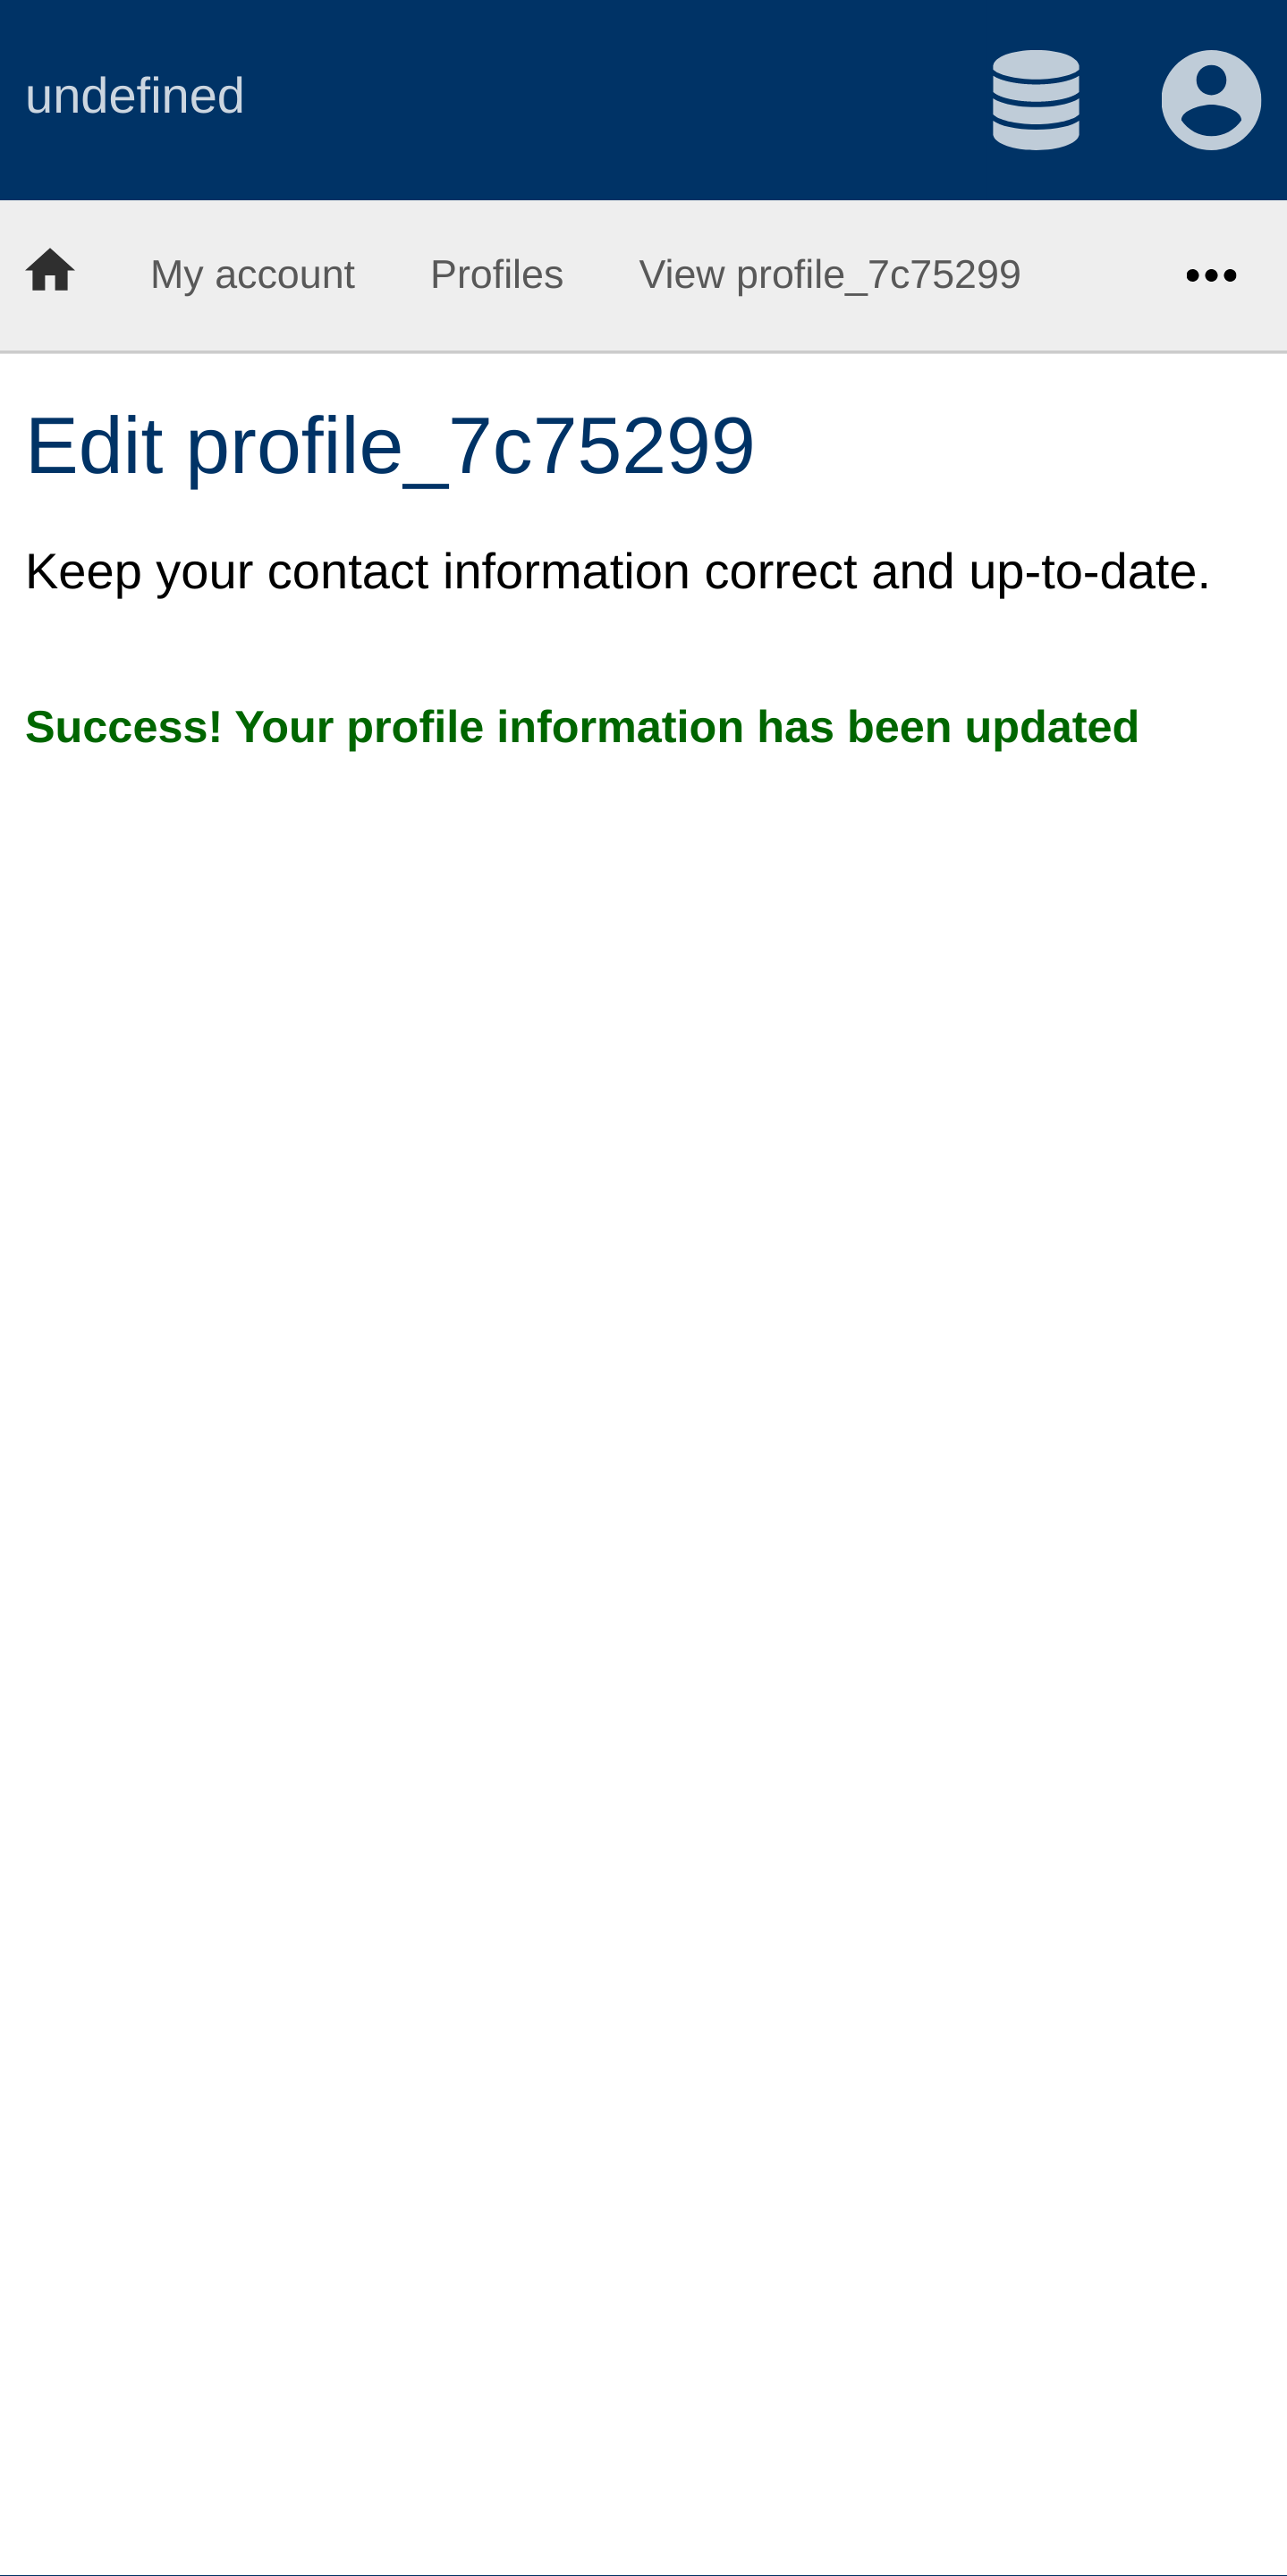 undefined
My account Profiles View profile_7c75299
Edit profile_7c75299
Keep your contact information correct and up-to-date.
Success! Your profile information has been updated